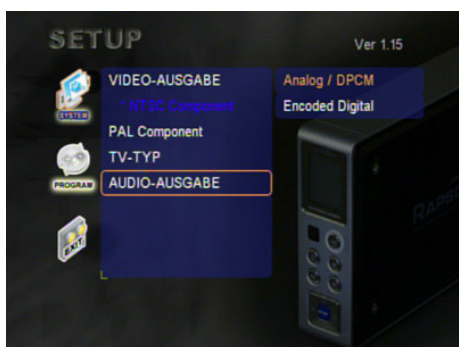 SETUP
Ver 1.15
VIDEO-AUSGABE
Analog / DPCM
* NTSC Component
Encoded Digital
SYSTEM
PAL Component
TV-TYP
PROGRAM
AUDIO-AUSGABE
EXIT